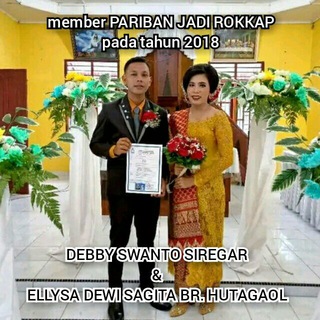 member PARIBAN JADI ROKKAP
pada tahun 2018
DEBBY SWANTO SIREGAR
&
ELLYSA DEWI SAGITA BR. HUTAGAOL